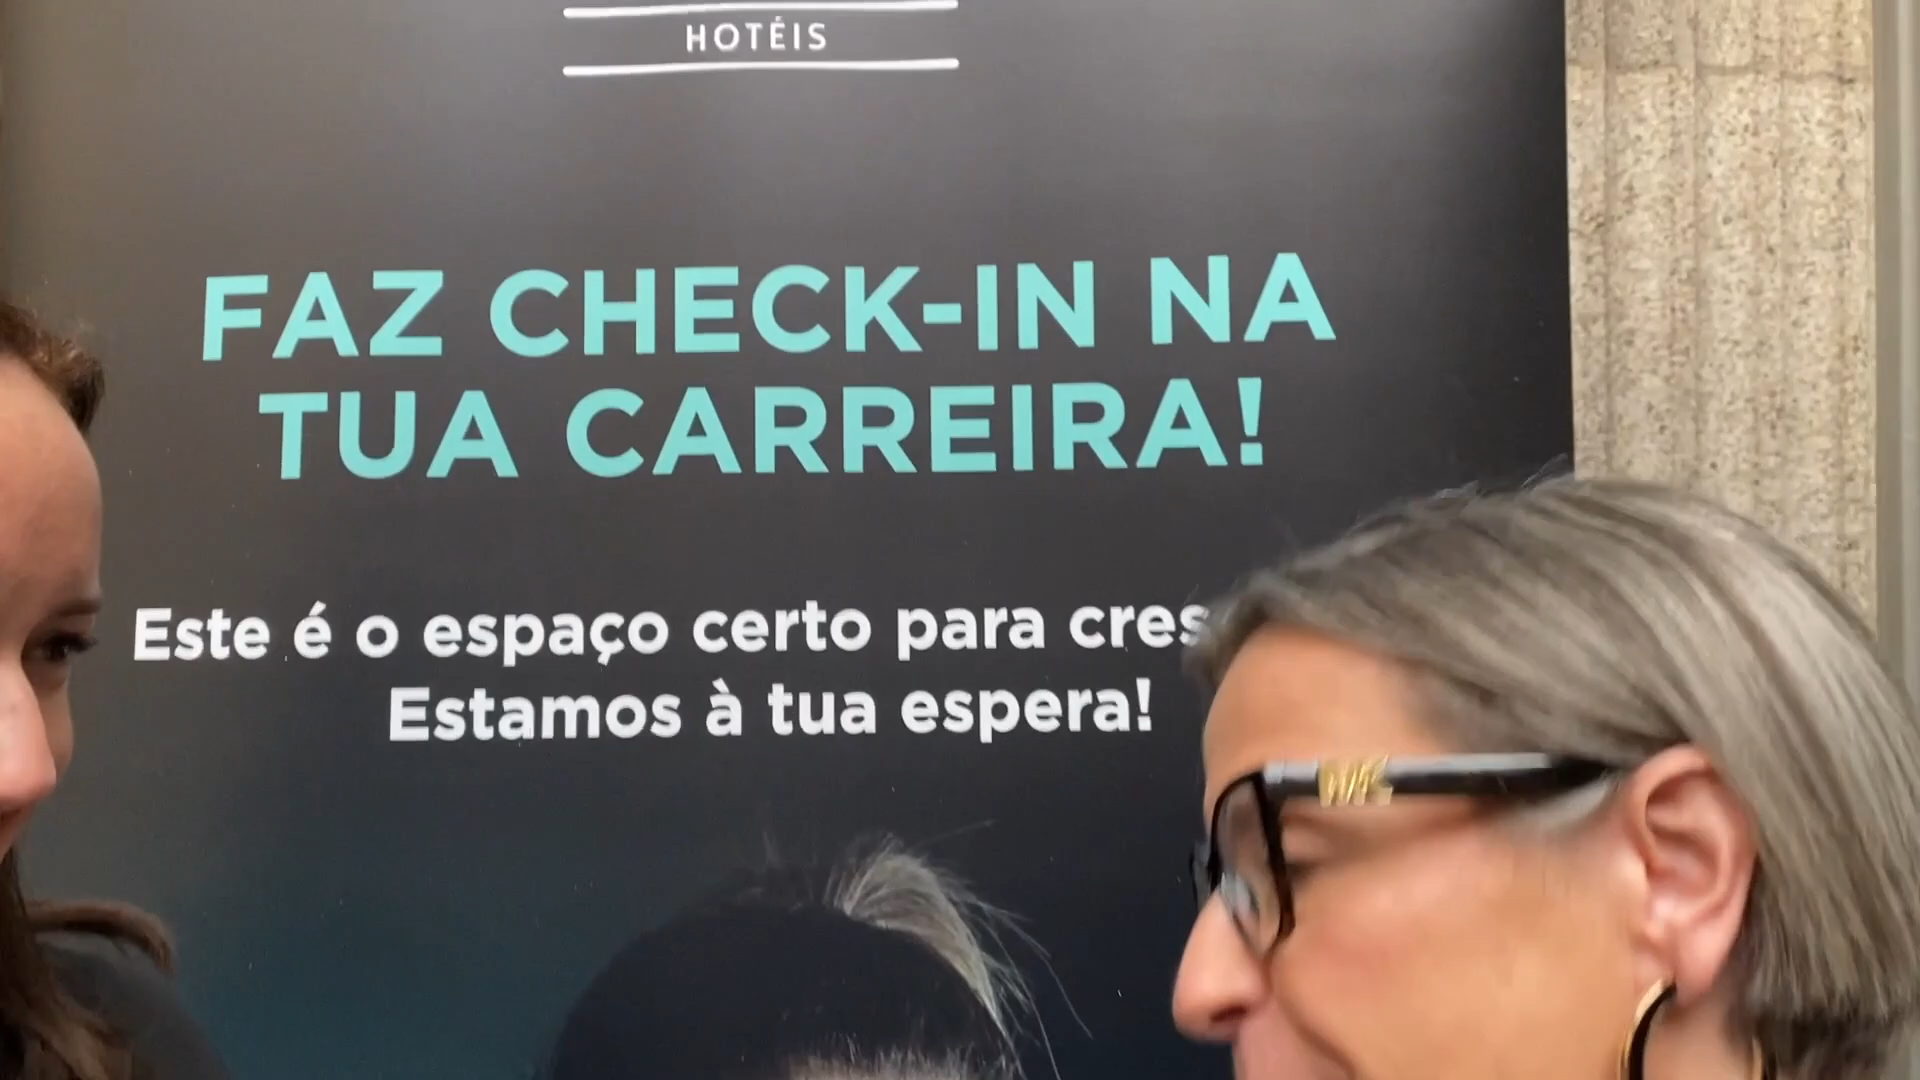 HOTÉIS
FAZ CHECK-IN NA
TUA CARREIRA!
Este é o espaço certo para
Estamos à tua espera!